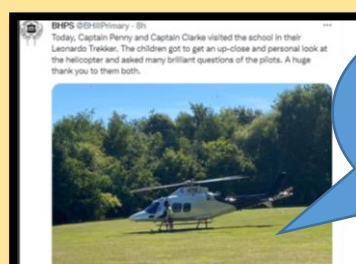 BHPS @BHillPrimary · 8h
Today, Captain Penny and Captain Clarke visited the school in their
Leonardo Trekker. The children got to get an up-close and personal look at
the helicopter and asked many brilliant questions of the pilots. A huge
thank you to them both.